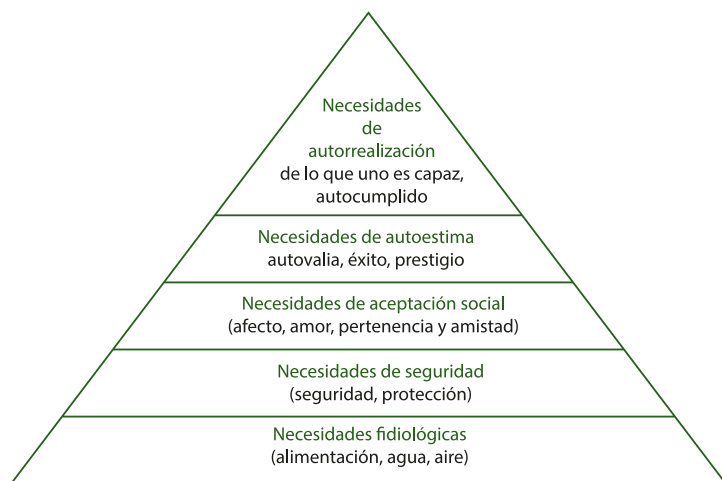 Necesidades
de
autorrealización
de lo que uno es capaz,
autocumplido
Necesidades de autoestima
autovalia, éxito, prestigio
Necesidades de aceptación social
(afecto, amor, pertenencia y amistad)
Necesidades de seguridad
(seguridad, protección)
Necesidades fidiológicas
(alimentación, agua, aire)